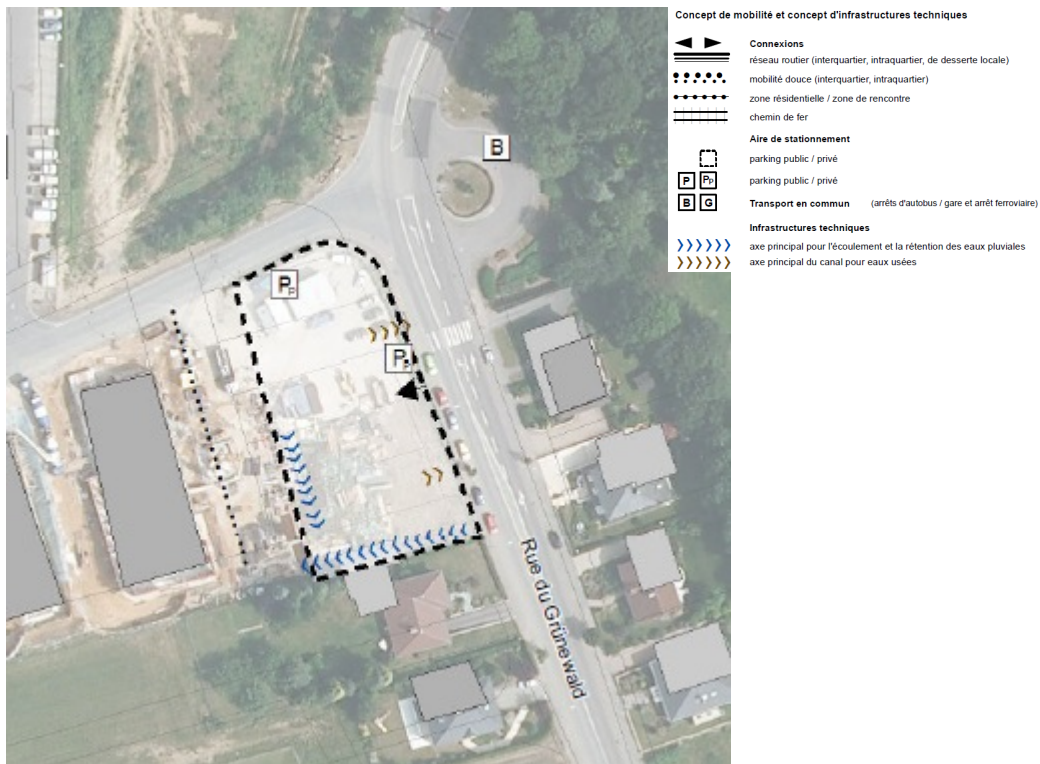 Concept de mobilité et concept d'infrastructures techniques
Connexions
réseau routier (interquartier, intraquartier, de desserte locale)
mobilité douce (interquartier, intraquartier)
zone résidentielle / zone de rencontre
chemin de fer
Aire de stationnement
parking public / privé
P Pp parking public / privé
B G Transport en commun (arrêts d'autobus / gare et arrêt ferroviaire)
Infrastructures techniques
axe principal pour l'écoulement et la rétention des eaux pluviales
axe principal du canal pour eaux usées
B
Pp
Pp
Rue du Grünewald